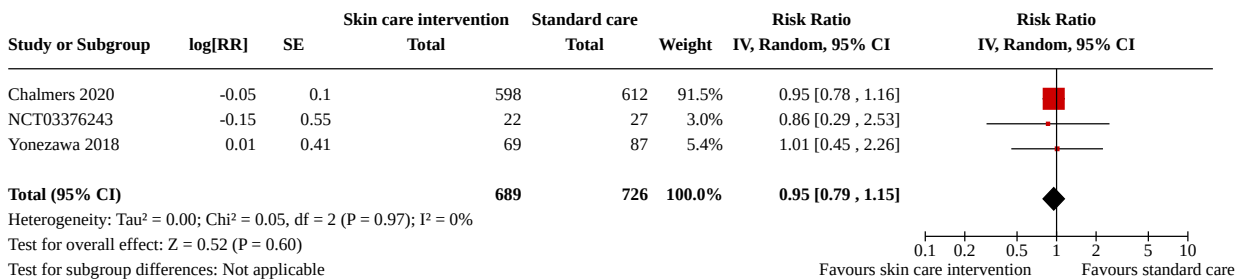 Skin care intervention Standard care Risk Ratio Risk Ratio
Study or Subgroup log[RR] SE Total Total Weight IV, Random, 95% CI IV, Random, 95% CI
Chalmers 2020 -0.05 0.1 598 612 91.5% 0.95 [0.78 , 1.16]
NCT03376243 -0.15 0.55 22 27 3.0% 0.86 [0.29 , 2.53]
Yonezawa 2018 0.01 0.41 69 87 5.4% 1.01 [0.45 , 2.26]
Total (95% CI) 689 726 100.0% 0.95 [0.79 , 1.15]
Heterogeneity: Tau² = 0.00; Chi² = 0.05, df = 2 (P = 0.97); I² = 0%
Test for overall effect: Z = 0.52 (P = 0.60)
0.1 0.2 0.5 1 2 5 10
Test for subgroup differences: Not applicable Favours skin care intervention Favours standard care